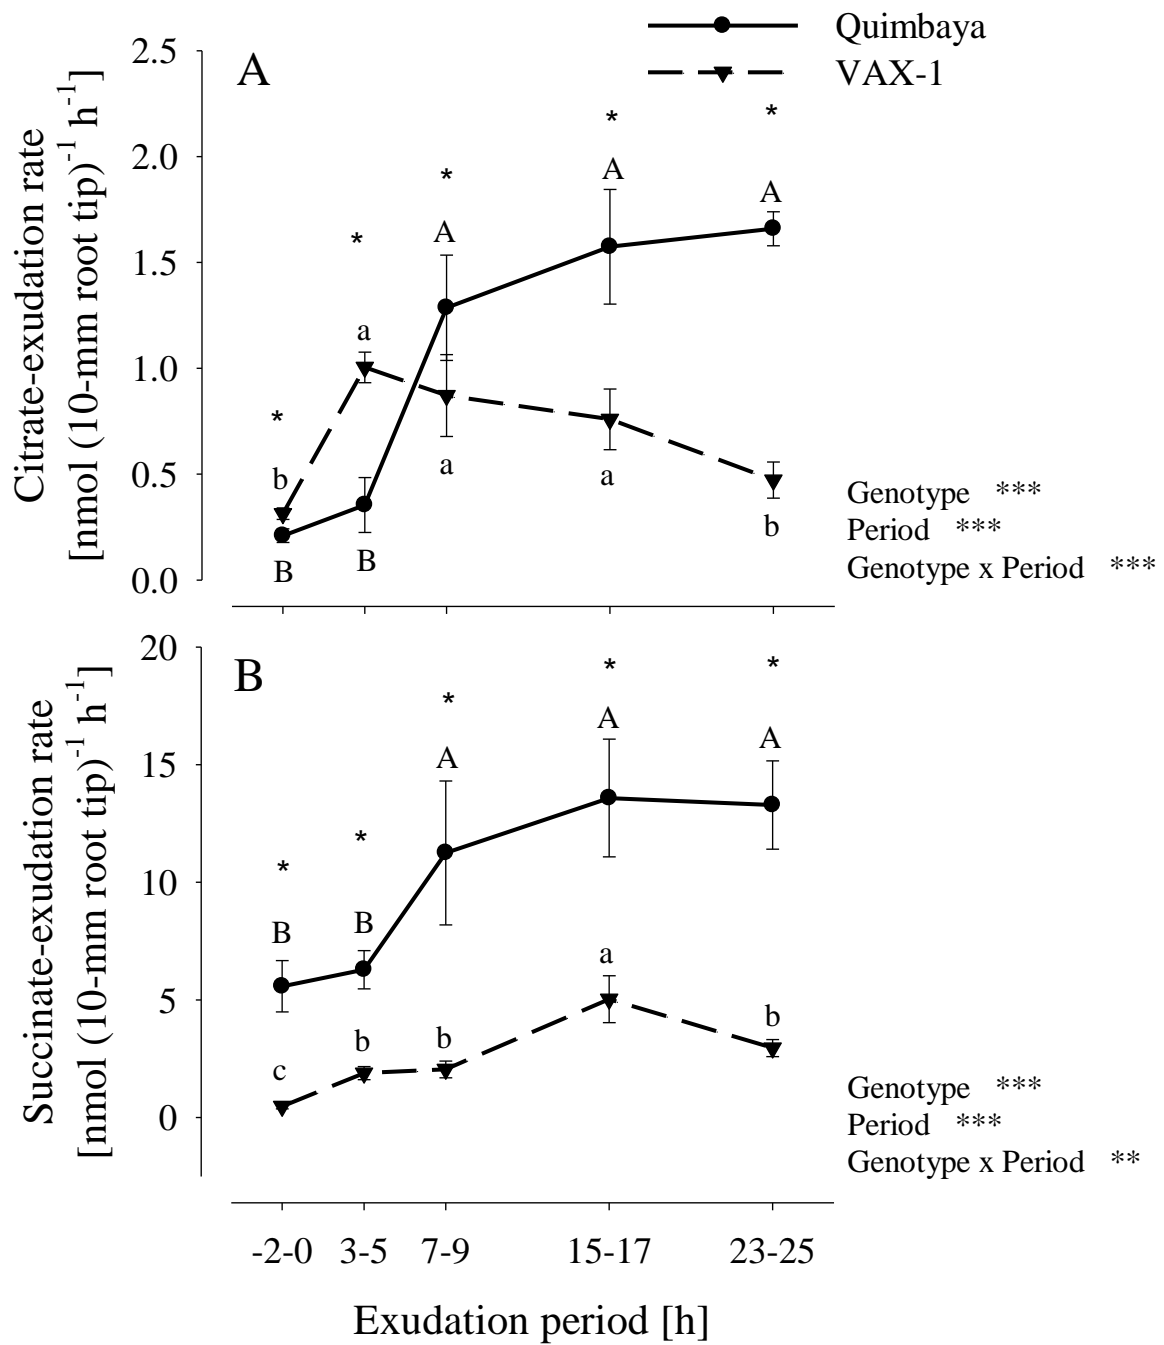 Quimbaya
VAX-1
A
Citrate-exudation rate
[nmol (10-mm root tip)⁻¹ h⁻¹]
2.5
2.0
1.5
1.0
0.5
0.0
* * * * *
A A A
a
b
B B
a a b
Genotype ***
Period ***
Genotype x Period ***
B
Succinate-exudation rate
[nmol (10-mm root tip)⁻¹ h⁻¹]
20
15
10
5
0
* * * * *
B B A A A
c b b a b
Genotype ***
Period ***
Genotype x Period **
-2-0 3-5 7-9 15-17 23-25
Exudation period [h]